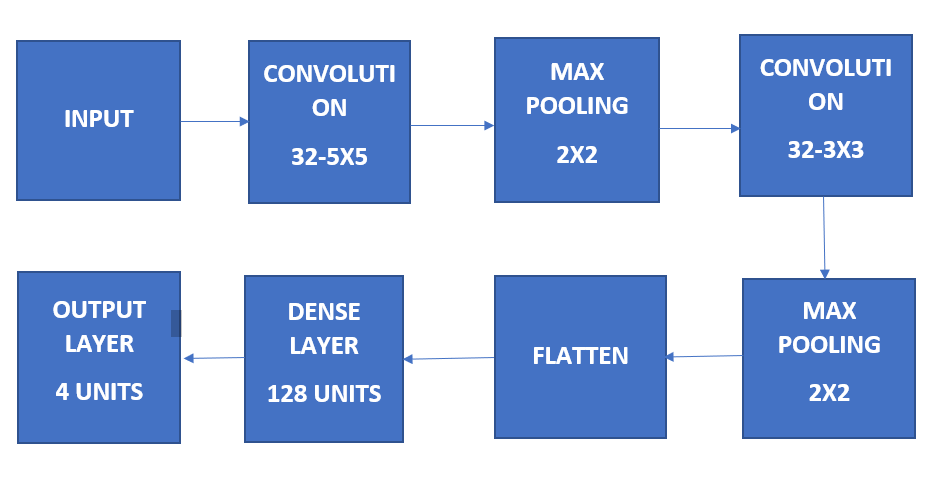 INPUT
CONVOLUTI
ON
32-5X5
MAX
POOLING
2X2
CONVOLUTI
ON
32-3X3
MAX
POOLING
2X2
FLATTEN
DENSE
LAYER
128 UNITS
OUTPUT
LAYER
4 UNITS